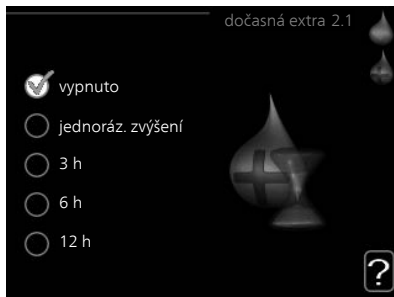 dočasná extra 2.1
vypnuto
jednoráz. zvýšení
3 h
6 h
12 h
?